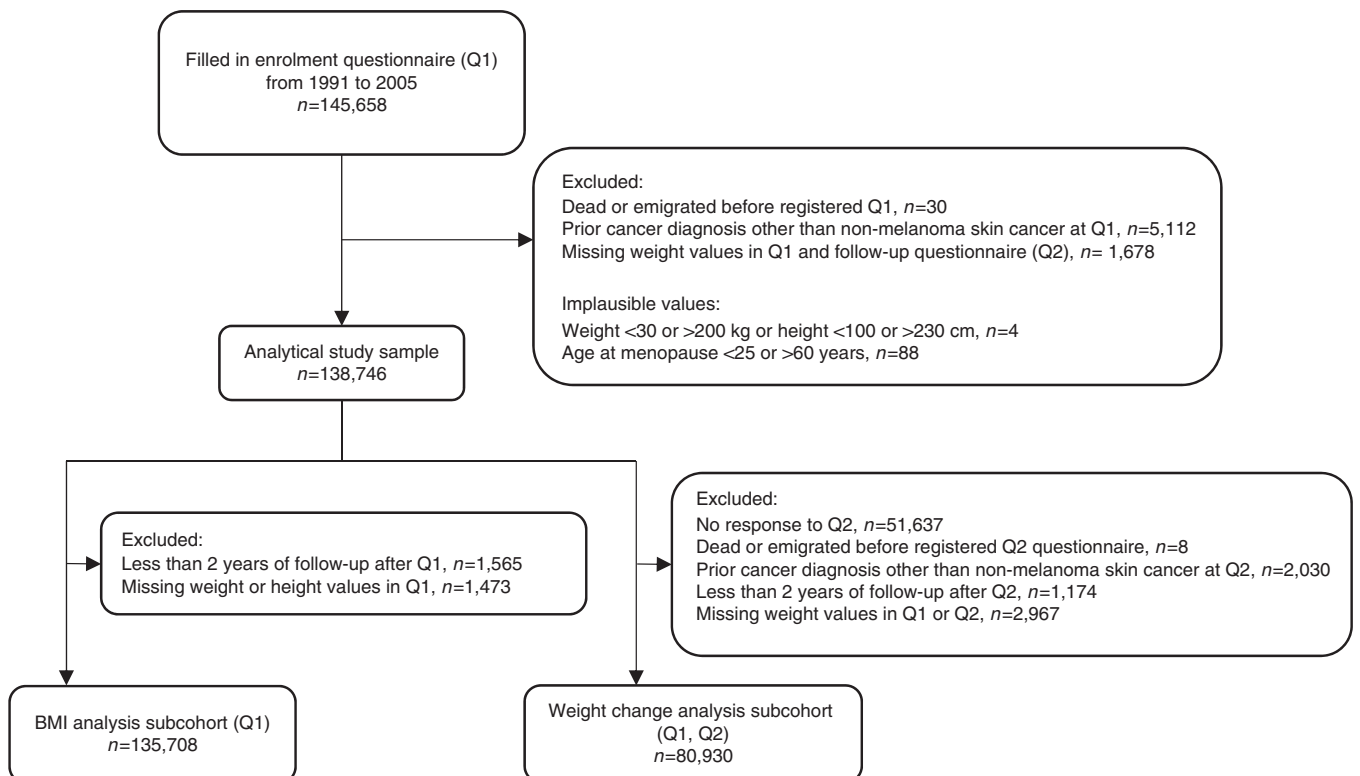 Filled in enrolment questionnaire (Q1)
from 1991 to 2005
n=145,658
Excluded:
Dead or emigrated before registered Q1, n=30
Prior cancer diagnosis other than non-melanoma skin cancer at Q1, n=5,112
Missing weight values in Q1 and follow-up questionnaire (Q2), n= 1,678
Implausible values:
Weight <30 or >200 kg or height <100 or >230 cm, n=4
Age at menopause <25 or >60 years, n=88
Analytical study sample
n=138,746
Excluded:
Less than 2 years of follow-up after Q1, n=1,565
Missing weight or height values in Q1, n=1,473
Excluded:
No response to Q2, n=51,637
Dead or emigrated before registered Q2 questionnaire, n=8
Prior cancer diagnosis other than non-melanoma skin cancer at Q2, n=2,030
Less than 2 years of follow-up after Q2, n=1,174
Missing weight values in Q1 or Q2, n=2,967
BMI analysis subcohort (Q1)
n=135,708
Weight change analysis subcohort
(Q1, Q2)
n=80,930